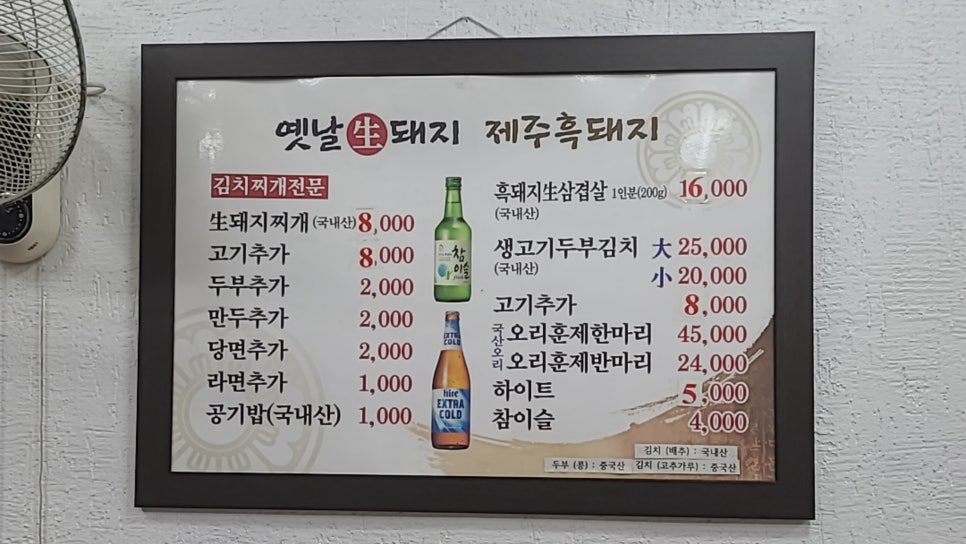 옛날 生 돼지 제주흑돼지
김치찌개전문
生돼지찌개 (국내산) 8,000
고기추가 8,000
두부추가 2,000
만두추가 2,000
당면추가 2,000
라면추가 1,000
공기밥(국내산) 1,000
참
이슬
EXTRA
COLD
hite
EXTRA
COLD
흑돼지生삼겹살 1인분(200g) 16,000
(국내산)
생고기두부김치 大 25,000
(국내산) 小 20,000
고기추가 8,000
국산오리 오리훈제한마리 45,000
오리훈제반마리 24,000
하이트 5,000
참이슬 4,000
김치 (배추) : 국내산
두부 (콩) : 중국산 김치 (고추가루) : 중국산